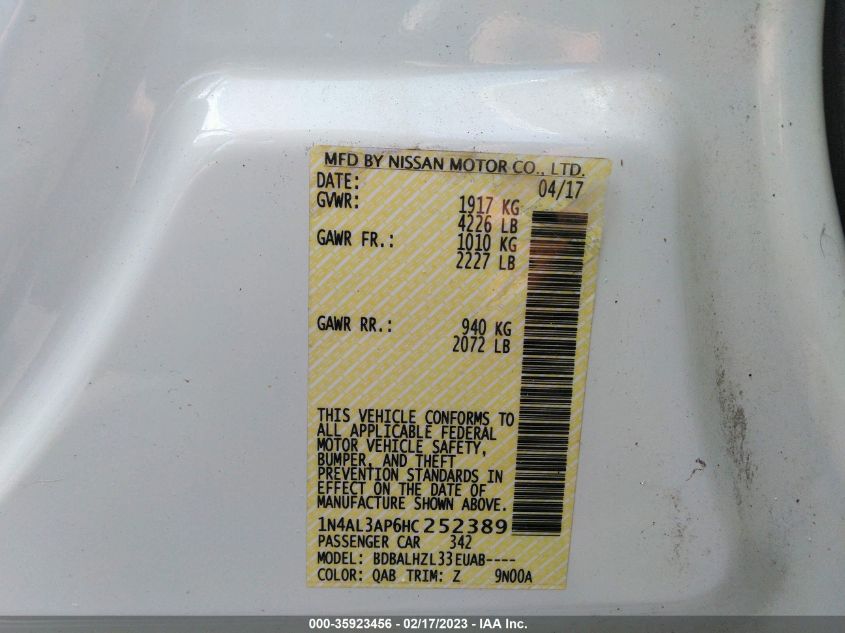 MFD BY NISSAN MOTOR CO., LTD.
DATE: 04/17
GVWR: 1917 KG
4226 LB
GAWR FR.: 1010 KG
2227 LB
GAWR RR.: 940 KG
2072 LB
THIS VEHICLE CONFORMS TO
ALL APPLICABLE FEDERAL
MOTOR VEHICLE SAFETY,
BUMPER, AND THEFT
PREVENTION STANDARDS IN
EFFECT ON THE DATE OF
MANUFACTURE SHOWN ABOVE.
1N4AL3AP6HC252389
PASSENGER CAR 342
MODEL: BDBALHZL33EUAB----
COLOR: QAB TRIM: Z 9N00A
000-35923456 - 02/17/2023 - IAA Inc.